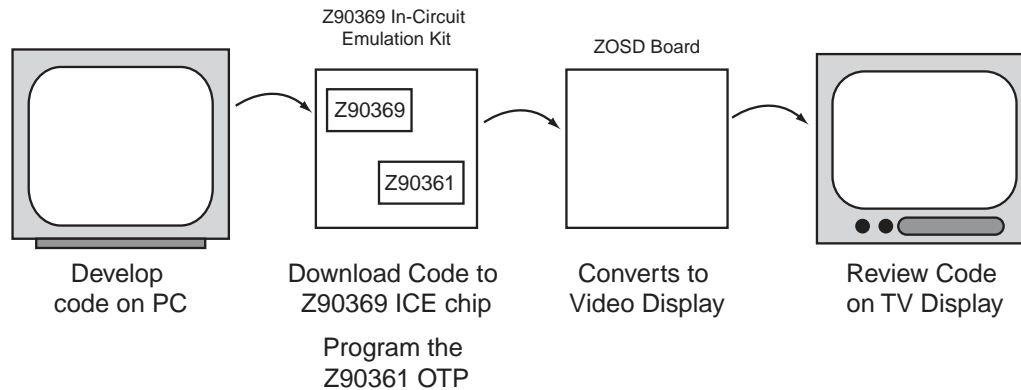 Z90369 In-Circuit
Emulation Kit
ZOSD Board
Z90369
Z90361
Develop
code on PC
Download Code to
Z90369 ICE chip
Program the
Z90361 OTP
Converts to
Video Display
Review Code
on TV Display